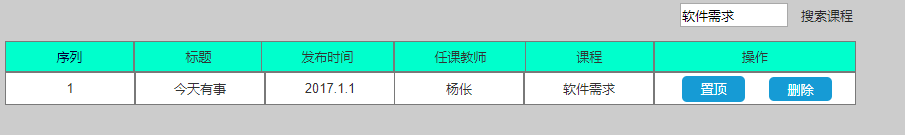 软件需求 搜索课程
序列 标题 发布时间 任课教师 课程 操作
1 今天有事 2017.1.1 杨伥 软件需求 置顶 删除